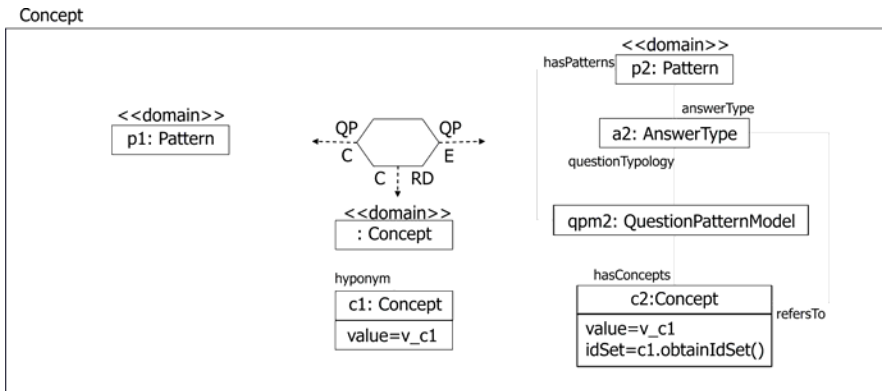 Concept
<<domain>>
p1: Pattern
QP
QP
C
E
C
RD
<<domain>>
: Concept
hyponym
c1: Concept
value=v_c1
<<domain>>
hasPatterns
p2: Pattern
answerType
a2: AnswerType
questionTypology
qpm2: QuestionPatternModel
hasConcepts
c2:Concept
refersTo
value=v_c1
idSet=c1.obtainIdSet()